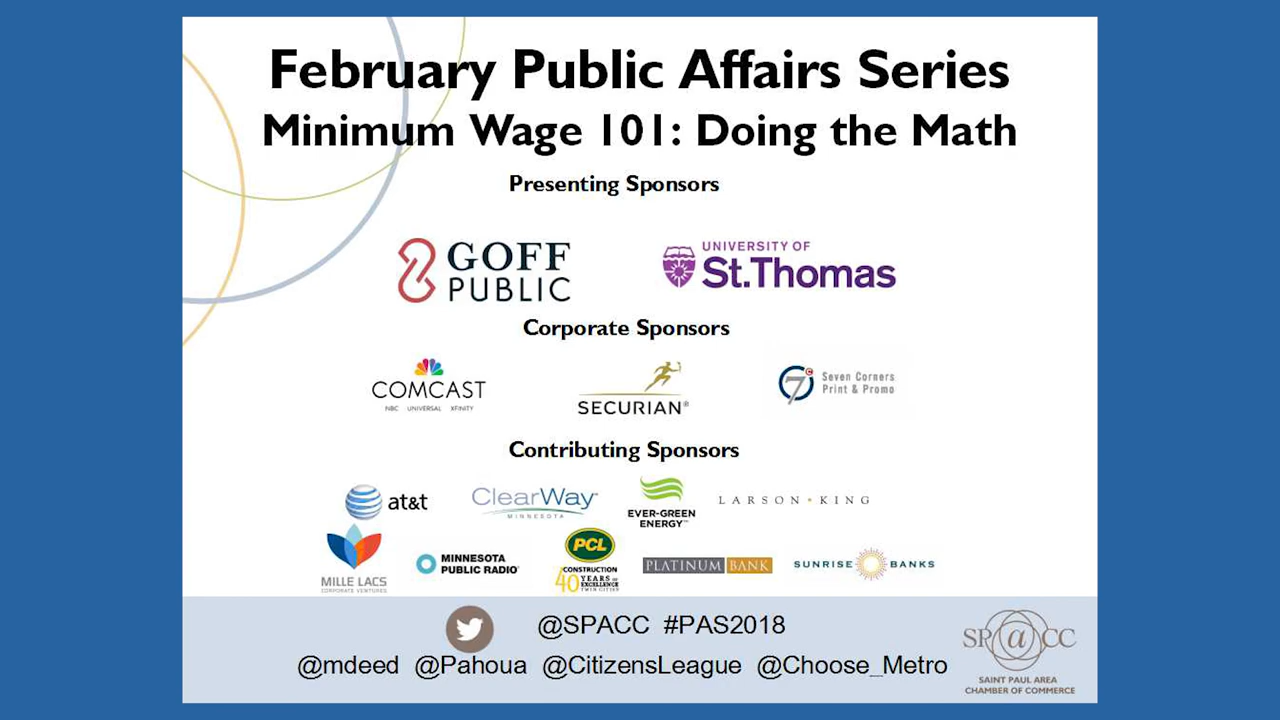 February Public Affairs Series
Minimum Wage 101: Doing the Math
Presenting Sponsors
GOFF
PUBLIC
UNIVERSITY OF
St.Thomas
Corporate Sponsors
COMCAST
NBC UNIVERSAL XFINITY
SECURIAN®
7c
Seven Corners
Print & Promo
Contributing Sponsors
at&t
ClearWay℠
MINNESOTA
EVER-GREEN
ENERGY™
LARSON • KING
MILLE LACS
CORPORATE VENTURES
MINNESOTA
PUBLIC RADIO®
PCL
CONSTRUCTION
40 YEARS OF
EXCELLENCE
TWIN CITIES
PLATINUM BANK
SUNRISE BANKS
@SPACC #PAS2018
@mdeed @Pahoua @CitizensLeague @Choose_Metro
SP@CC
SAINT PAUL AREA
CHAMBER OF COMMERCE